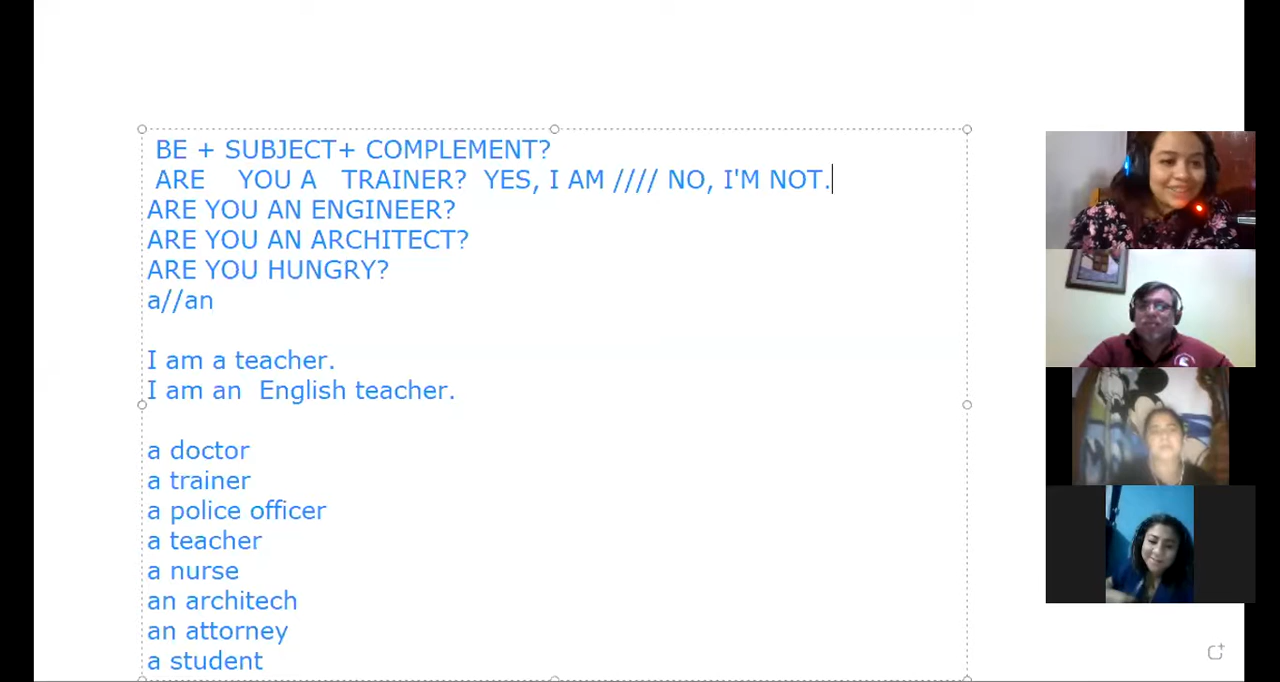 BE + SUBJECT+ COMPLEMENT?
ARE YOU A TRAINER? YES, I AM //// NO, I'M NOT.
ARE YOU AN ENGINEER?
ARE YOU AN ARCHITECT?
ARE YOU HUNGRY?
a//an
I am a teacher.
I am an English teacher.
a doctor
a trainer
a police officer
a teacher
a nurse
an architech
an attorney
a student